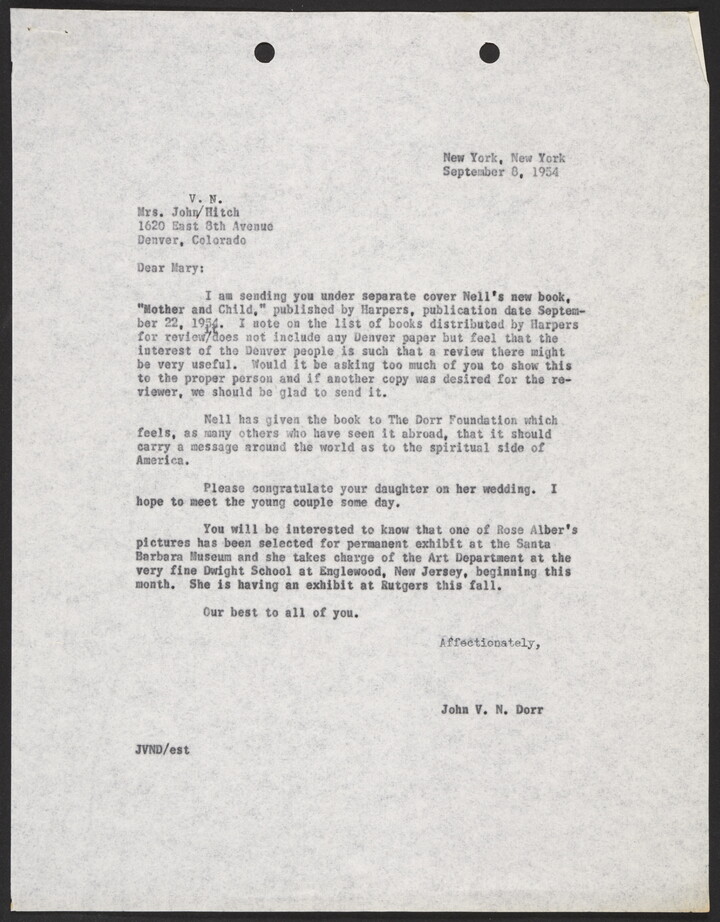 New York, New York
September 8, 1954
V. N.
Mrs. John/Hitch
1620 East 8th Avenue
Denver, Colorado
Dear Mary:
I am sending you under separate cover Nell's new book,
"Mother and Child," published by Harpers, publication date Septem-
ber 22, 1954. I note on the list of books distributed by Harpers
it
for review/does not include any Denver paper but feel that the
interest of the Denver people is such that a review there might
be very useful. Would it be asking too much of you to show this
to the proper person and if another copy was desired for the re-
viewer, we should be glad to send it.
Nell has given the book to The Dorr Foundation which
feels, as many others who have seen it abroad, that it should
carry a message around the world as to the spiritual side of
America.
Please congratulate your daughter on her wedding. I
hope to meet the young couple some day.
You will be interested to know that one of Rose Alber's
pictures has been selected for permanent exhibit at the Santa
Barbara Museum and she takes charge of the Art Department at the
very fine Dwight School at Englewood, New Jersey, beginning this
month. She is having an exhibit at Rutgers this fall.
Our best to all of you.
Affectionately,
John V. N. Dorr
JVND/est